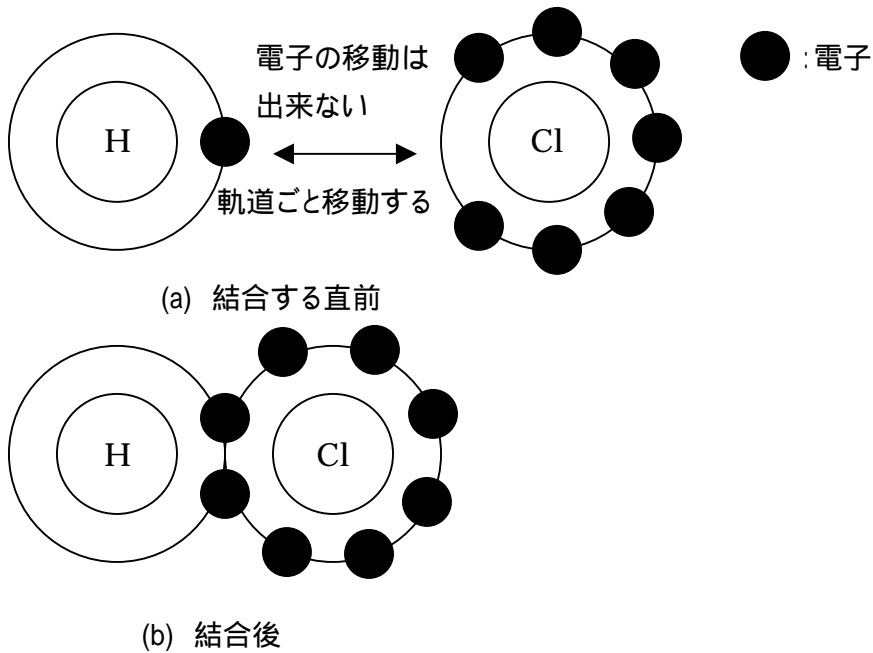 電子の移動は
出来ない
H
Cl
：電子
軌道ごと移動する
(a) 結合する直前
H
Cl
(b) 結合後